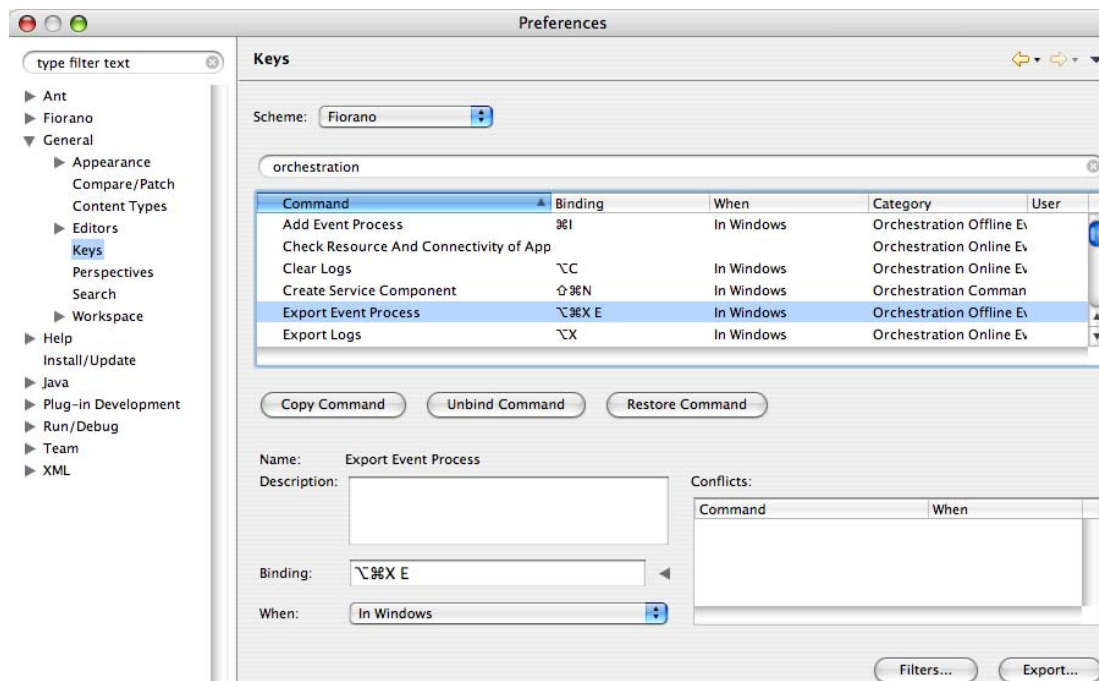 Preferences
type filter text
Ant
Fiorano
General
Appearance
Compare/Patch
Content Types
Editors
Keys
Perspectives
Search
Workspace
Help
Install/Update
Java
Plug-in Development
Run/Debug
Team
XML
Keys
Scheme: Fiorano
orchestration
Command Binding When Category User
Add Event Process ⌘I In Windows Orchestration Offline Ev
Check Resource And Connectivity of App Orchestration Online Ev
Clear Logs ⌥C In Windows Orchestration Online Ev
Create Service Component ⇧⌘N In Windows Orchestration Comman
Export Event Process ⌥⌘X E In Windows Orchestration Offline Ev
Export Logs ⌥X In Windows Orchestration Online Ev
Copy Command Unbind Command Restore Command
Name: Export Event Process
Description:
Conflicts:
Command When
Binding: ⌥⌘X E
When: In Windows
Filters... Export...